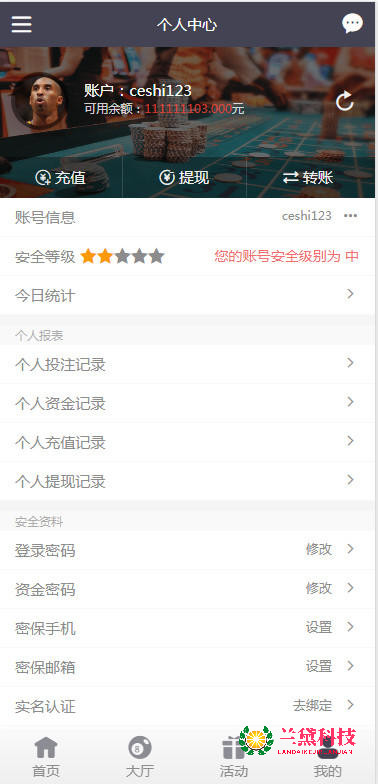 个人中心
账户：ceshi123
可用余额：111111103.000元
充值 提现 转账
账号信息 ceshi123
安全等级 您的账号安全级别为 中
今日统计
个人报表
个人投注记录
个人资金记录
个人充值记录
个人提现记录
安全资料
登录密码 修改
资金密码 修改
密保手机 设置
密保邮箱 设置
实名认证 去绑定
兰黛科技
8
首页 大厅 活动 我的